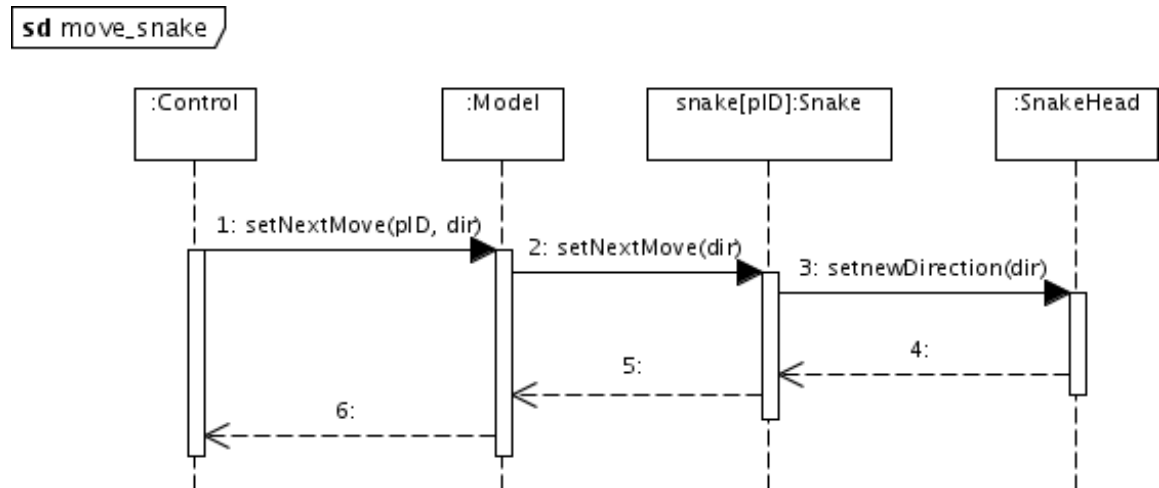 sd move_snake
:Control
:Model
snake[pID]:Snake
:SnakeHead
1: setNextMove(pID, dir)
2: setNextMove(dir)
3: setnewDirection(dir)
4:
5:
6: